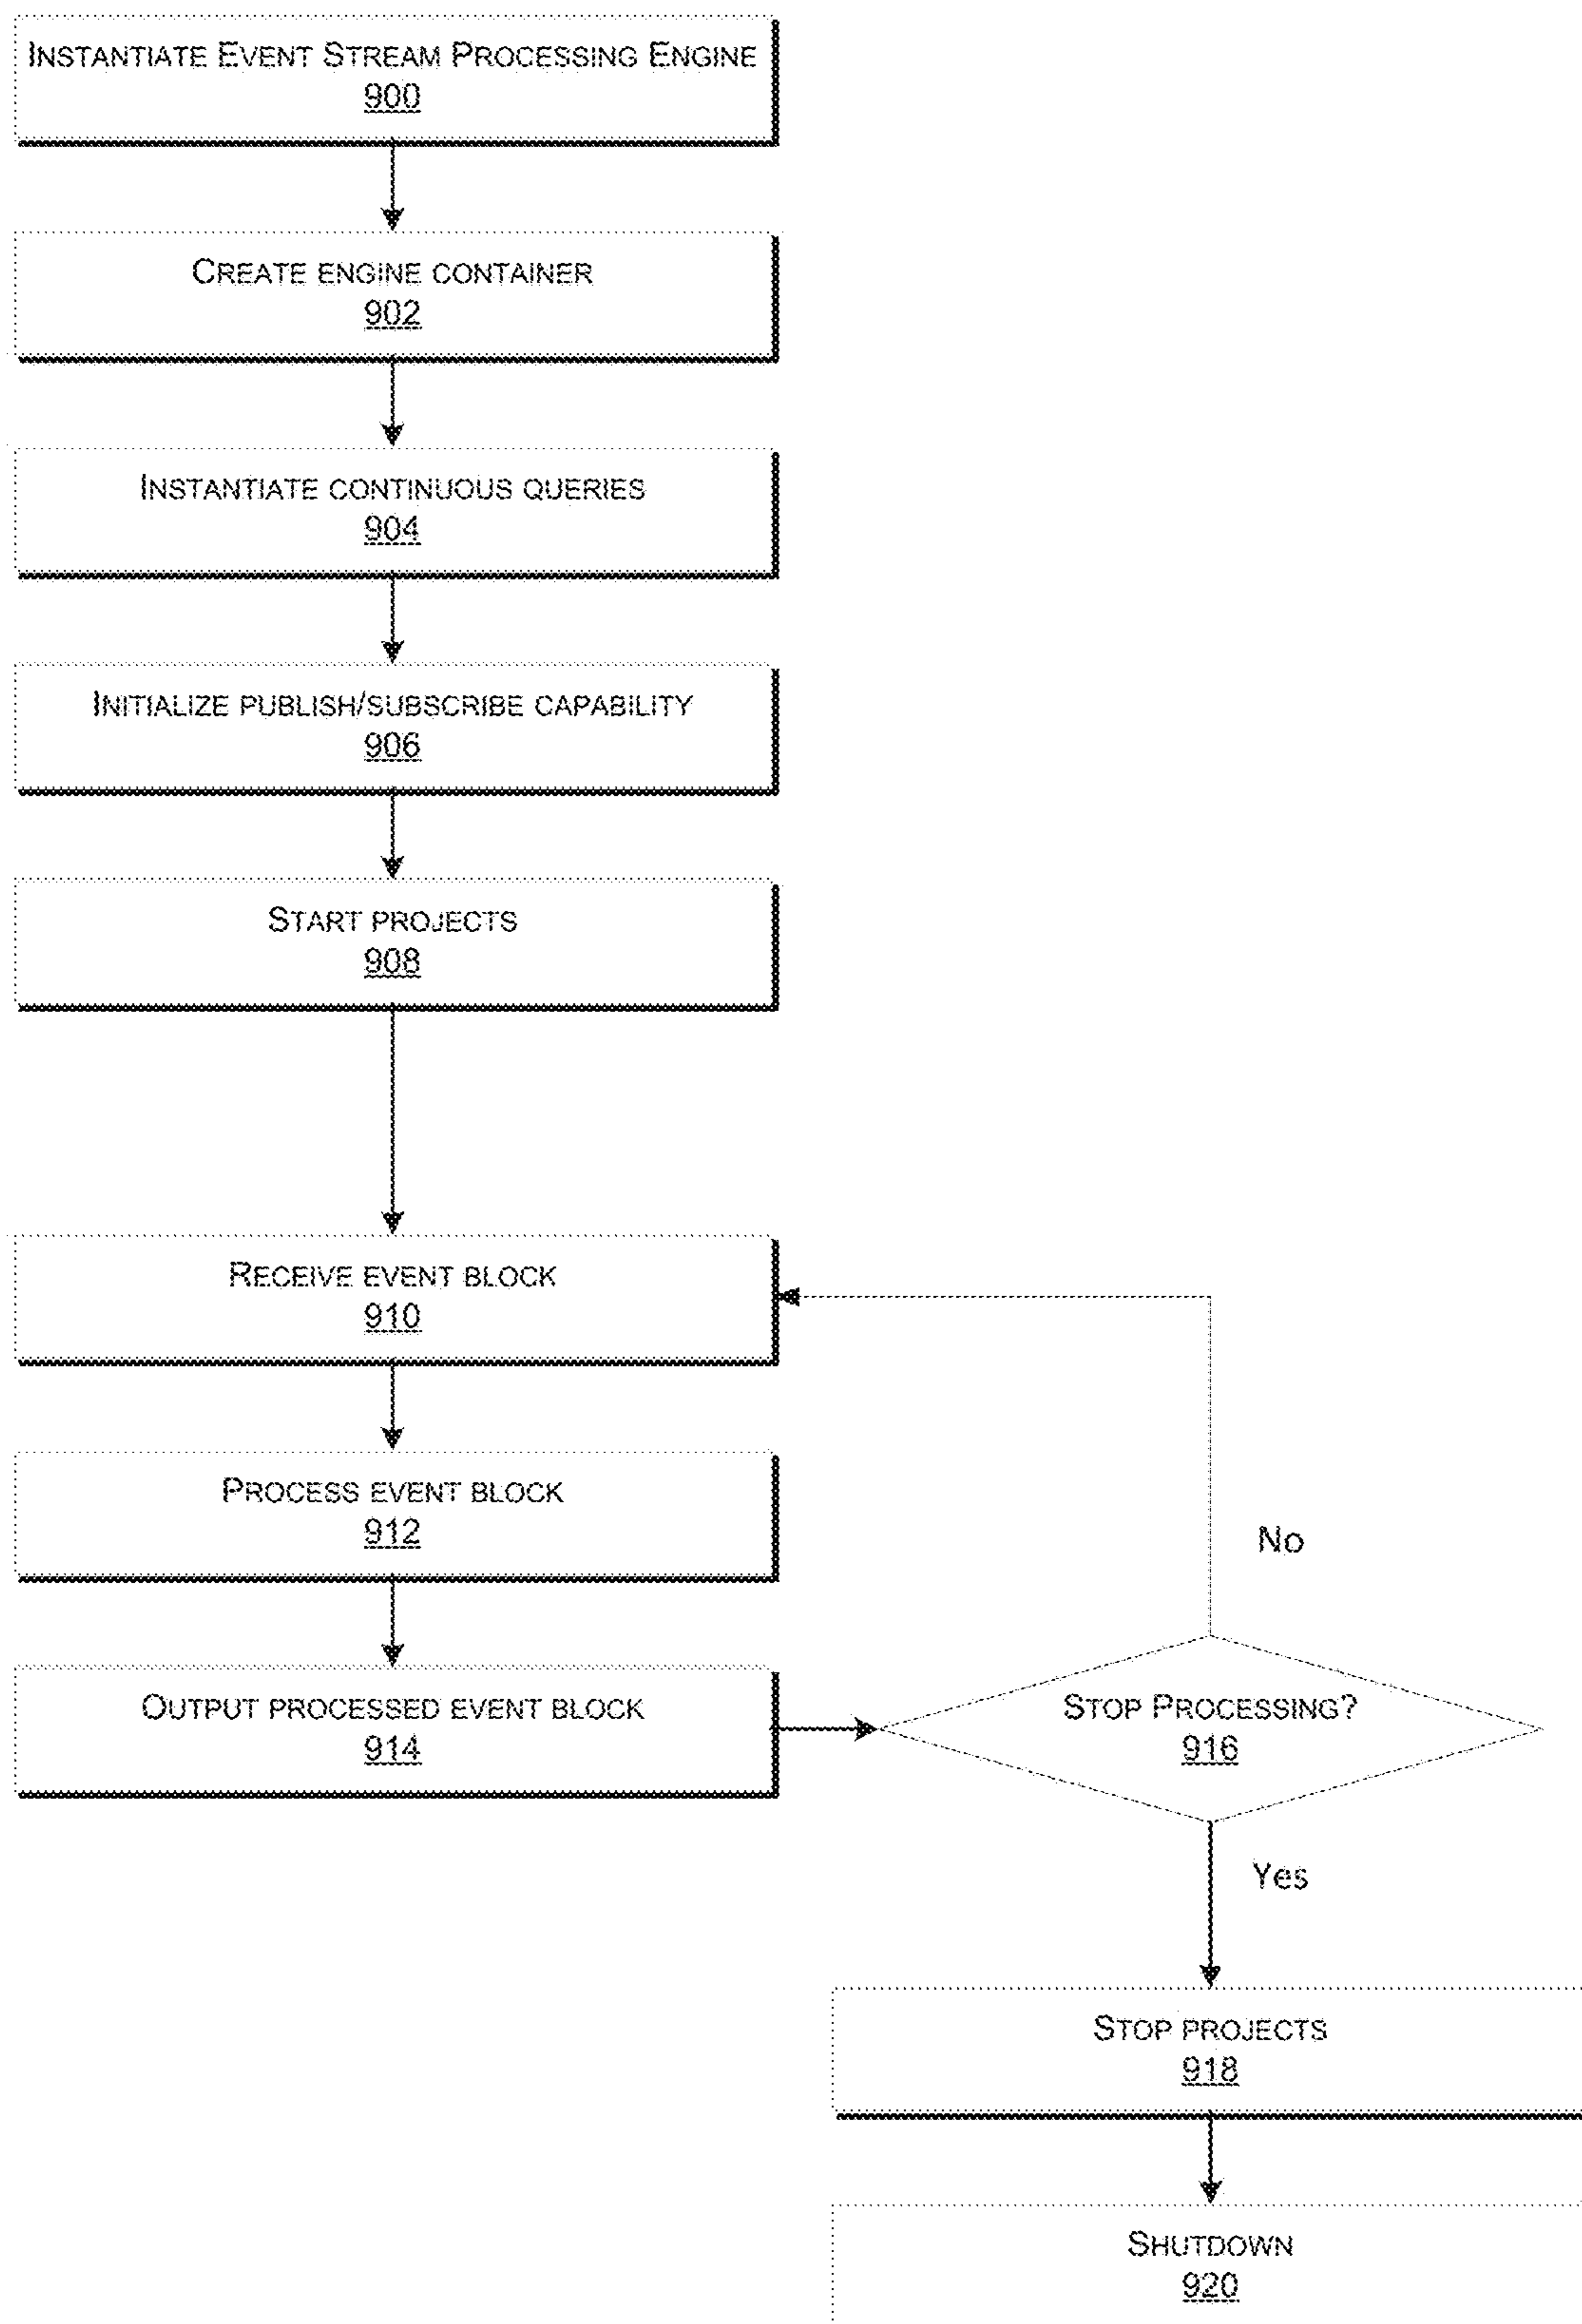 INSTANTIATE EVENT STREAM PROCESSING ENGINE
900
CREATE ENGINE CONTAINER
902
INSTANTIATE CONTINUOUS QUERIES
904
INITIALIZE PUBLISH/SUBSCRIBE CAPABILITY
906
START PROJECTS
908
RECEIVE EVENT BLOCK
910
PROCESS EVENT BLOCK
912
No
OUTPUT PROCESSED EVENT BLOCK
914
STOP PROCESSING?
916
Yes
STOP PROJECTS
918
SHUTDOWN
920